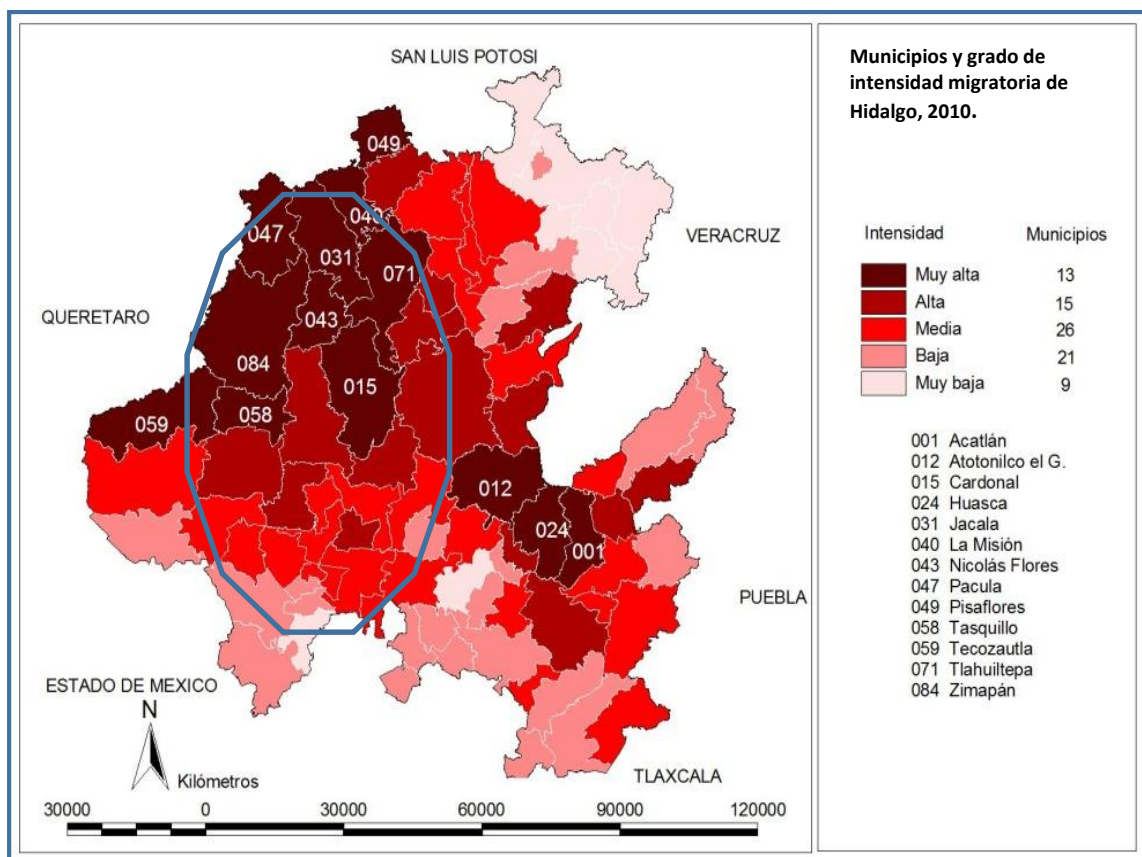 SAN LUIS POTOSI
VERACRUZ
QUERETARO
PUEBLA
ESTADO DE MEXICO
TLAXCALA
049
040
047
031
071
043
084
015
059
058
012
024
001
N
Kilómetros
30000 0 30000 60000 90000 120000
Municipios y grado de
intensidad migratoria de
Hidalgo, 2010.
Intensidad Municipios
Muy alta 13
Alta 15
Media 26
Baja 21
Muy baja 9
001 Acatlán
012 Atotonilco el G.
015 Cardonal
024 Huasca
031 Jacala
040 La Misión
043 Nicolás Flores
047 Pacula
049 Pisaflores
058 Tasquillo
059 Tecozautla
071 Tlahuiltepa
084 Zimapán